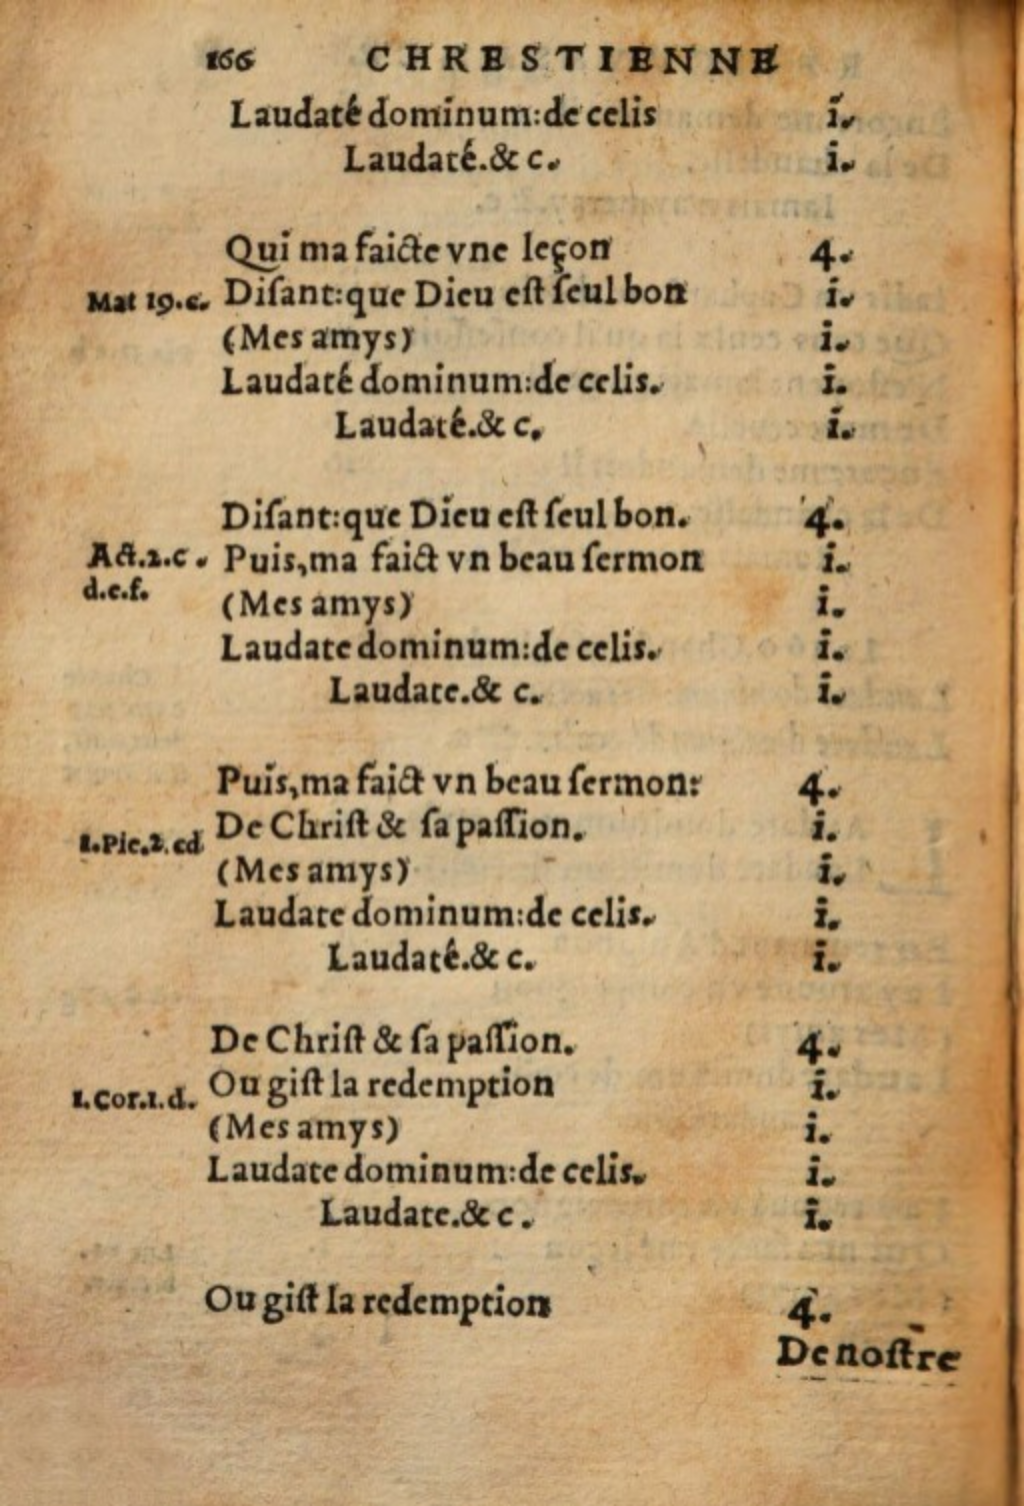 166 CHRESTIENNE
Laudaté dominum:de celis i.
Laudaté.& c. i.
Qui ma faicte vne leçon 4.
Mat 19.c. Diſant:que Dieu eſt ſeul bon i.
(Mes amys) i.
Laudaté dominum:de celis. i.
Laudaté.& c. i.
Diſant:que Dieu eſt ſeul bon. 4.
Act.2.c. Puis,ma faict vn beau ſermon i.
d.e.f. (Mes amys) i.
Laudate dominum:de celis. i.
Laudate.& c. i.
Puis,ma faict vn beau ſermon: 4.
1.Pie.2.cd De Chriſt & ſa paſſion. i.
(Mes amys) i.
Laudate dominum:de celis. i.
Laudaté.& c. i.
De Chriſt & ſa paſſion. 4.
1.Cor.1.d. Ou giſt la redemption i.
(Mes amys) i.
Laudate dominum:de celis. i.
Laudate.& c. i.
Ou giſt la redemption 4.
De noſtre